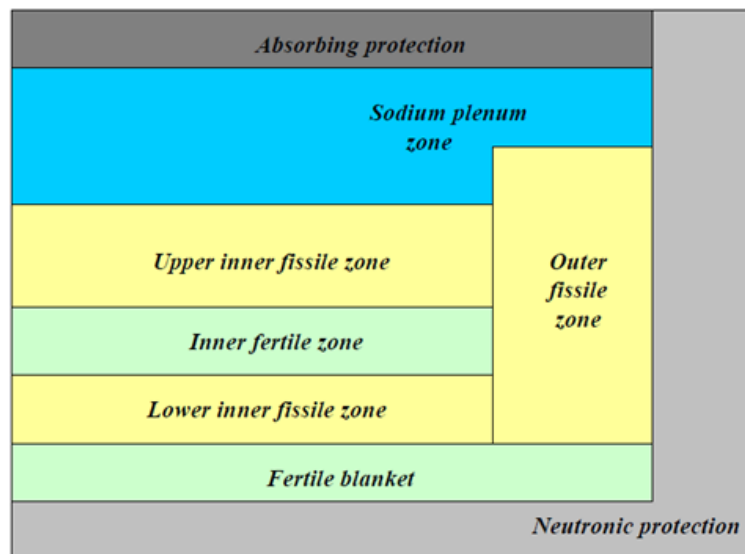 Absorbing protection
Sodium plenum
zone
Upper inner fissile zone
Outer
fissile
zone
Inner fertile zone
Lower inner fissile zone
Fertile blanket
Neutronic protection